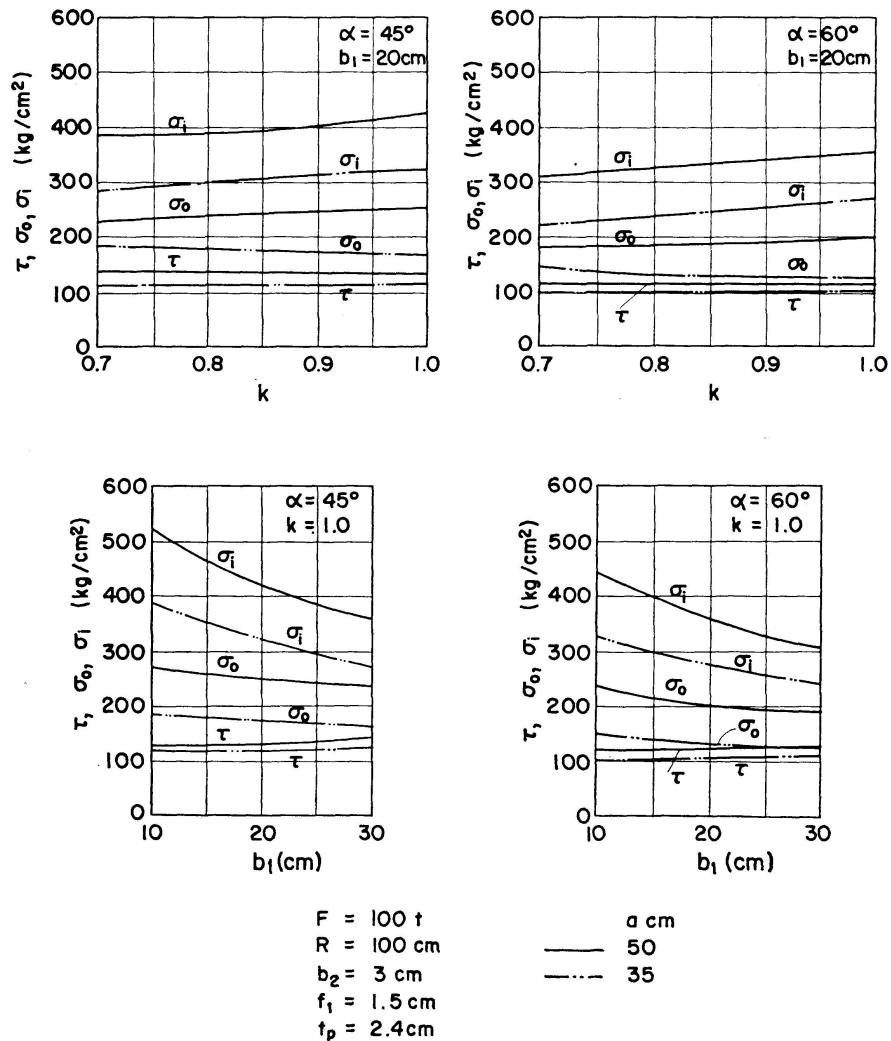 600
500
400
300
200
100
0
τ, σo, σi (kg/cm²)
α = 45°
b1 = 20cm
σi
σi
σo
σo
τ
τ
0.7 0.8 0.9 1.0
k
600
500
400
300
200
100
0
τ, σo, σi (kg/cm²)
α = 60°
b1 = 20cm
σi
σi
σo
σo
τ
τ
0.7 0.8 0.9 1.0
k
600
500
400
300
200
100
0
τ, σo, σi (kg/cm²)
α = 45°
k = 1.0
σi
σi
σo
σo
τ
τ
10 20 30
b1 (cm)
600
500
400
300
200
100
0
τ, σo, σi (kg/cm²)
α = 60°
k = 1.0
σi
σi
σo
σo
τ
τ
10 20 30
b1 (cm)
F = 100 t
R = 100 cm
b2 = 3 cm
f1 = 1.5 cm
tp = 2.4 cm
a cm
50
35